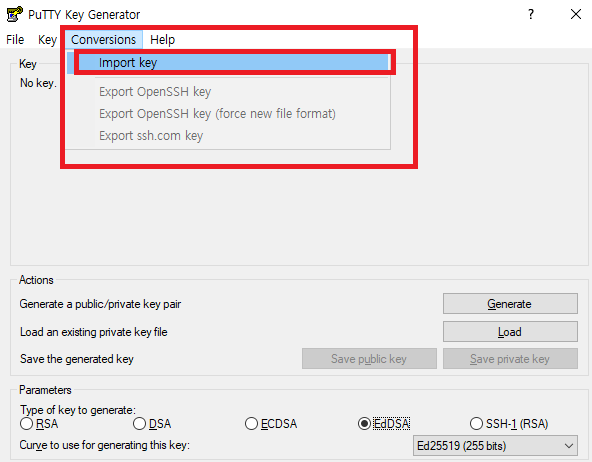 PuTTY Key Generator
? ×
File Key Conversions Help
Import key
Export OpenSSH key
Export OpenSSH key (force new file format)
Export ssh.com key
Key
No key.
Actions
Generate a public/private key pair Generate
Load an existing private key file Load
Save the generated key Save public key Save private key
Parameters
Type of key to generate:
RSA DSA ECDSA EdDSA SSH-1 (RSA)
Curve to use for generating this key: Ed25519 (255 bits)